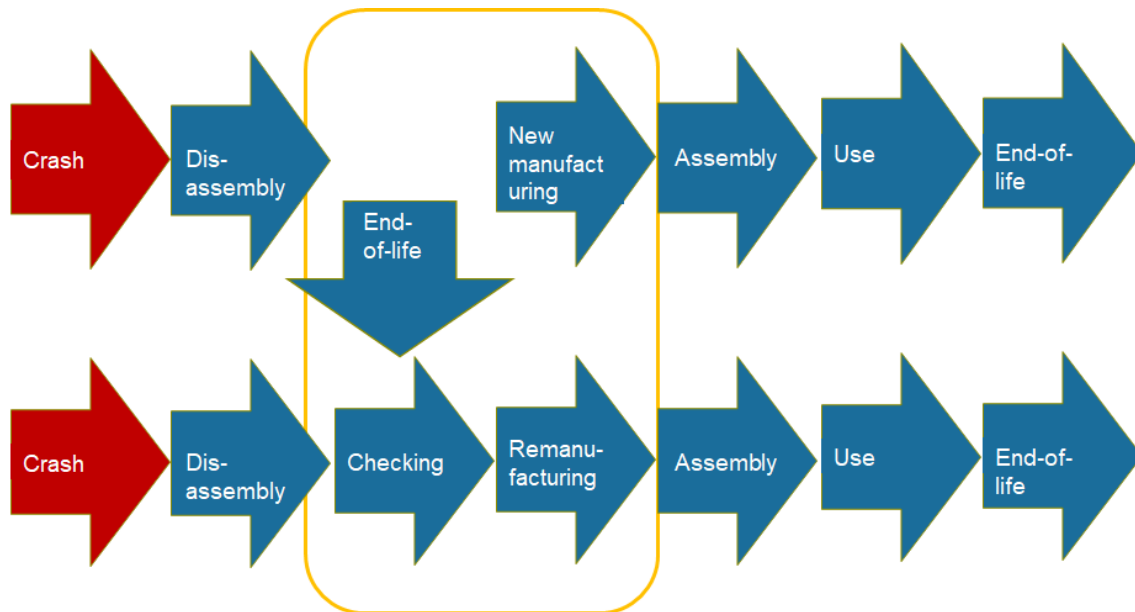 Crash
Dis-
assembly
End-
of-life
New
manufact
uring
Assembly
Use
End-of-
life
Crash
Dis-
assembly
Checking
Remanu-
facturing
Assembly
Use
End-of-
life